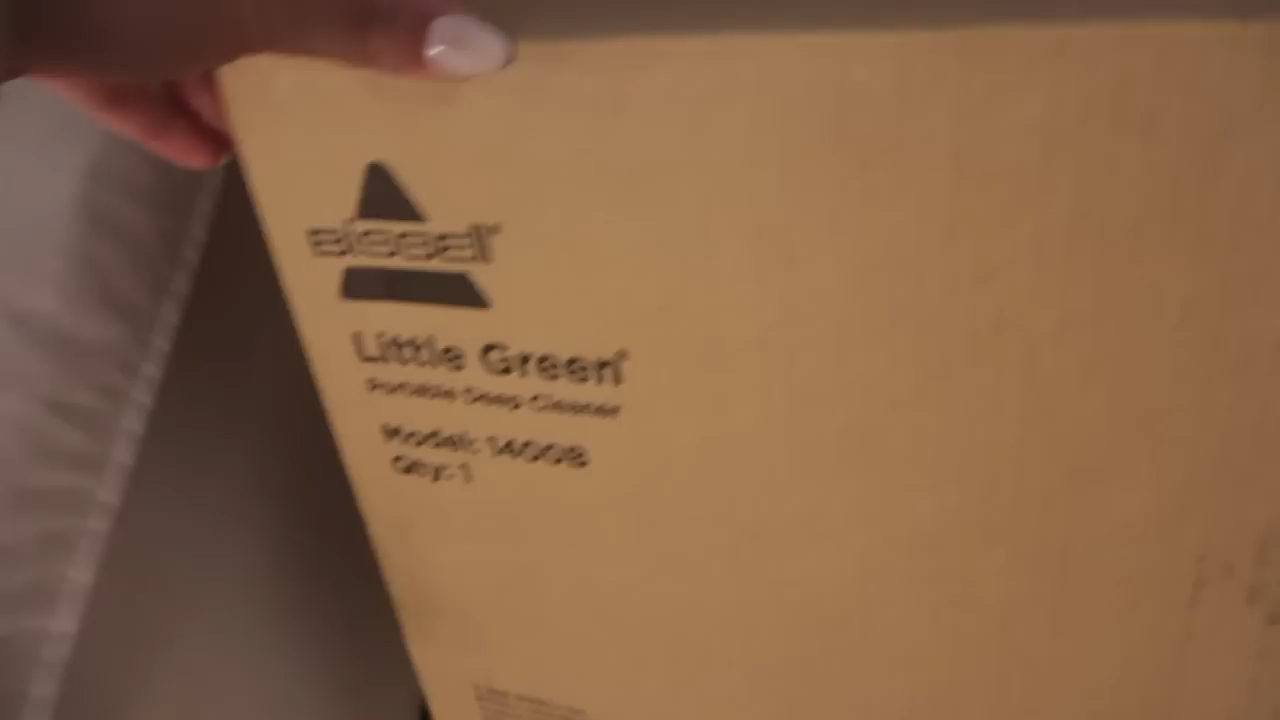 BISSELL
Little Green®
Portable Deep Cleaner
Model: 1400B
Qty: 1